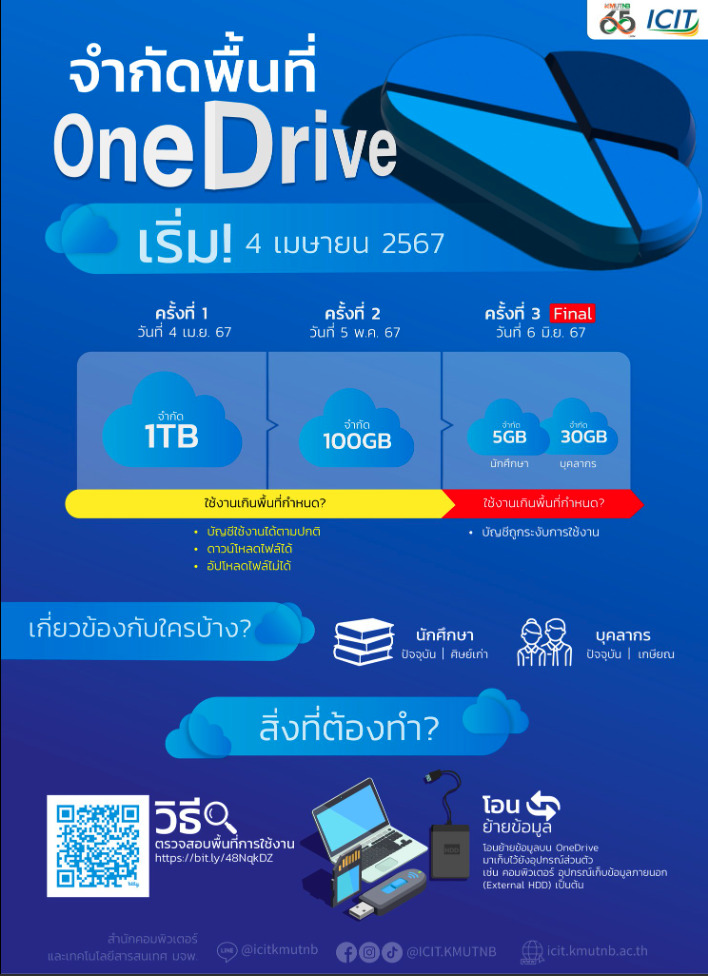 KMUTNB
65
ICIT
จำกัดพื้นที่
OneDrive
เริ่ม! 4 เมษายน 2567
ครั้งที่ 1
วันที่ 4 เม.ย. 67
ครั้งที่ 2
วันที่ 5 พ.ค. 67
ครั้งที่ 3 Final
วันที่ 6 มิ.ย. 67
จำกัด
1TB
จำกัด
100GB
จำกัด
5GB
นักศึกษา
จำกัด
30GB
บุคลากร
ใช้งานเกินพื้นที่กำหนด?
• บัญชีใช้งานได้ตามปกติ
• ดาวน์โหลดไฟล์ได้
• อัปโหลดไฟล์ไม่ได้
ใช้งานเกินพื้นที่กำหนด?
• บัญชีถูกระงับการใช้งาน
เกี่ยวข้องกับใครบ้าง?
นักศึกษา
ปัจจุบัน | ศิษย์เก่า
บุคลากร
ปัจจุบัน | เกษียณ
สิ่งที่ต้องทำ?
วิธี
ตรวจสอบพื้นที่การใช้งาน
https://bit.ly/48NqkDZ
โอน
ย้ายข้อมูล
โอนย้ายข้อมูลบน OneDrive
มาเก็บไว้ยังอุปกรณ์ส่วนตัว
เช่น คอมพิวเตอร์ อุปกรณ์เก็บข้อมูลภายนอก
(External HDD) เป็นต้น
สำนักคอมพิวเตอร์
และเทคโนโลยีสารสนเทศ มจพ.
@icitkmutnb
@ICIT.KMUTNB
icit.kmutnb.ac.th